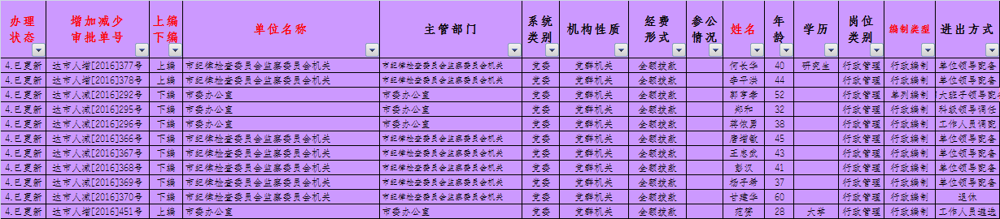 办理状态 增加减少审批单号 上编下编 单位名称 主管部门 系统类别 机构性质 经费形式 参公情况 姓名 年龄 学历 岗位类别 编制类型 进出方式
4.已更新 达市人增[2016]377号 上编 市纪律检查委员会监察委员会机关 市纪律检查委员会监察委员会机关 党委 党群机关 全额拨款 何长华 40 研究生 行政管理 行政编制 单位领导配备
4.已更新 达市人增[2016]378号 上编 市纪律检查委员会监察委员会机关 市纪律检查委员会监察委员会机关 党委 党群机关 全额拨款 李平洪 44 行政管理 行政编制 单位领导配备
4.已更新 达市人减[2016]292号 下编 市委办公室 市委办公室 党委 党群机关 全额拨款 郭亨孝 52 行政管理 单列编制 大班子领导配备
4.已更新 达市人减[2016]295号 下编 市委办公室 市委办公室 党委 党群机关 全额拨款 郑和 32 行政管理 行政编制 科级领导调任
4.已更新 达市人减[2016]296号 下编 市委办公室 市委办公室 党委 党群机关 全额拨款 蒋依勇 38 行政管理 行政编制 工作人员调配
4.已更新 达市人减[2016]366号 下编 市纪律检查委员会监察委员会机关 市纪律检查委员会监察委员会机关 党委 党群机关 全额拨款 唐增敏 45 行政管理 行政编制 单位领导配备
4.已更新 达市人减[2016]367号 下编 市纪律检查委员会监察委员会机关 市纪律检查委员会监察委员会机关 党委 党群机关 全额拨款 王思武 43 行政管理 行政编制 单位领导配备
4.已更新 达市人减[2016]368号 下编 市纪律检查委员会监察委员会机关 市纪律检查委员会监察委员会机关 党委 党群机关 全额拨款 彭汉 41 行政管理 行政编制 单位领导配备
4.已更新 达市人减[2016]369号 下编 市纪律检查委员会监察委员会机关 市纪律检查委员会监察委员会机关 党委 党群机关 全额拨款 杨子希 37 行政管理 行政编制 单位领导配备
4.已更新 达市人减[2016]370号 下编 市纪律检查委员会监察委员会机关 市纪律检查委员会监察委员会机关 党委 党群机关 全额拨款 甘建华 60 行政管理 行政编制 退休
4.已更新 达市人增[2016]451号 上编 市委办公室 市委办公室 党委 党群机关 全额拨款 范赟 28 大学 行政管理 行政编制 工作人员遴选